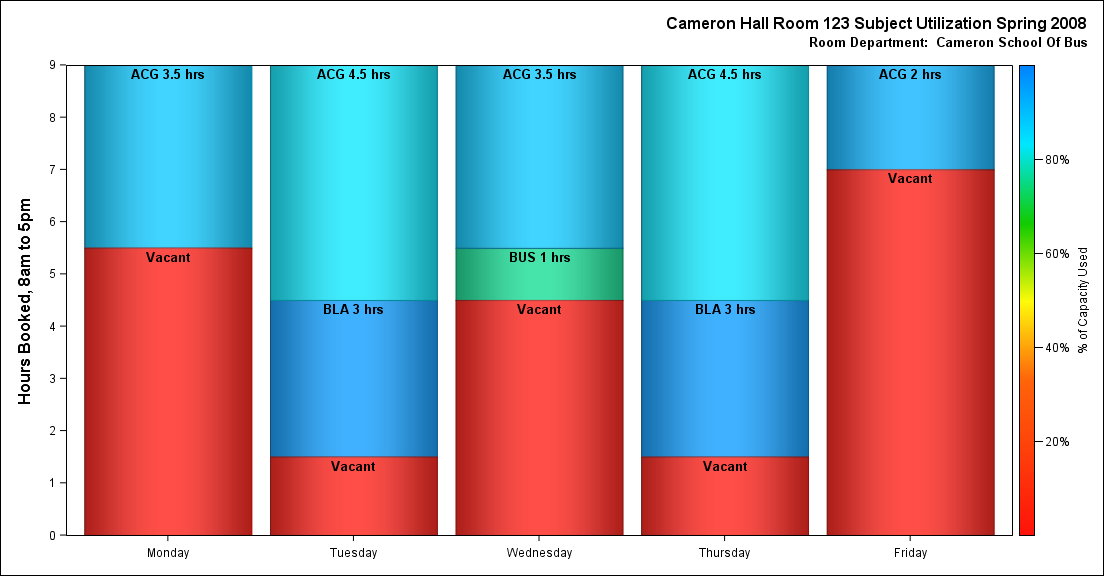 Cameron Hall Room 123 Subject Utilization Spring 2008
Room Department:  Cameron School Of Bus
Hours Booked, 8am to 5pm
9
8
7
6
5
4
3
2
1
0
ACG 3.5 hrs
Vacant
ACG 4.5 hrs
BLA 3 hrs
Vacant
ACG 3.5 hrs
BUS 1 hrs
Vacant
ACG 4.5 hrs
BLA 3 hrs
Vacant
ACG 2 hrs
Vacant
Monday
Tuesday
Wednesday
Thursday
Friday
80%
60%
40%
20%
% of Capacity Used